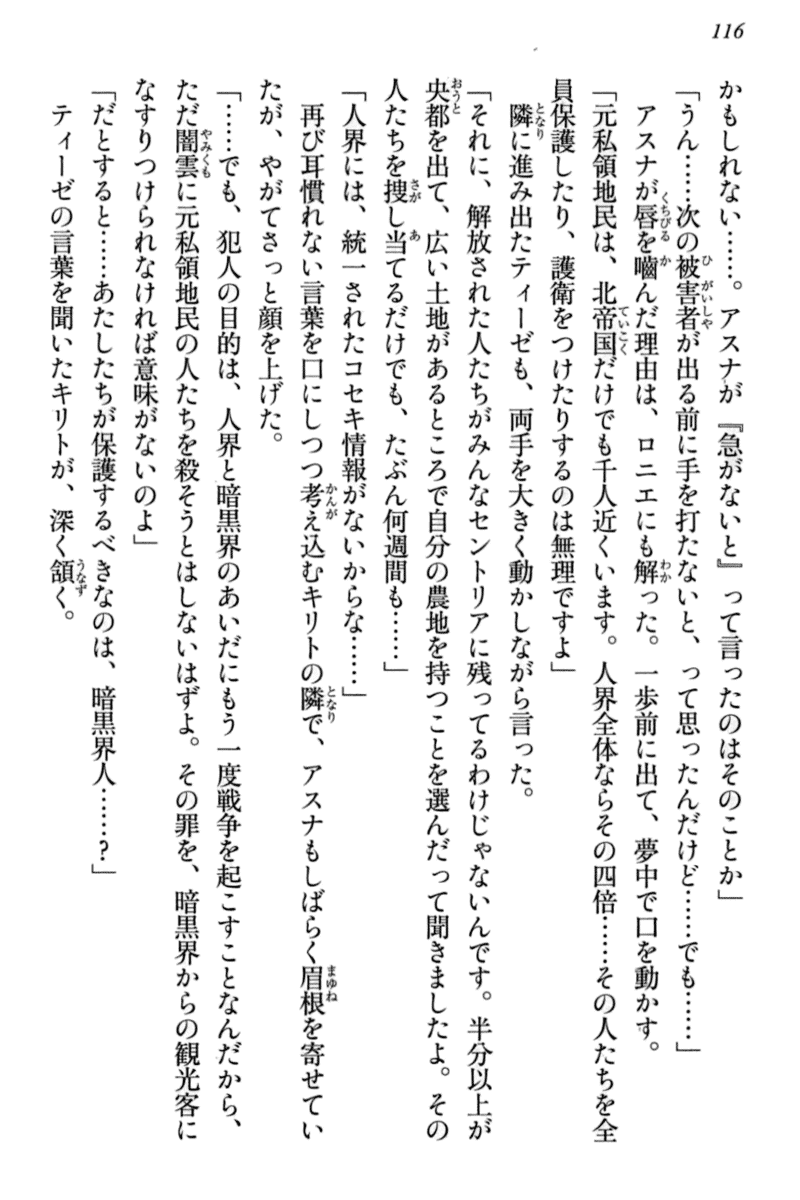 116
かもしれない……。アスナが『急がないと』って言ったのはそのことか」
「うん……次の被害者が出る前に手を打たないと、って思ったんだけど……でも……」
アスナが唇を嚙んだ理由は、ロニエにも解った。一歩前に出て、夢中で口を動かす。
「元私領地民は、北帝国だけでも千人近くいます。人界全体ならその四倍……その人たちを全
員保護したり、護衛をつけたりするのは無理ですよ」
隣に進み出たティーゼも、両手を大きく動かしながら言った。
「それに、解放された人たちがみんなセントリアに残ってるわけじゃないんです。半分以上が
央都を出て、広い土地があるところで自分の農地を持つことを選んだって聞きましたよ。その
人たちを捜し当てるだけでも、たぶん何週間も……」
「人界には、統一されたコセキ情報がないからな……」
再び耳慣れない言葉を口にしつつ考え込むキリトの隣で、アスナもしばらく眉根を寄せてい
たが、やがてさっと顔を上げた。
「……でも、犯人の目的は、人界と暗黒界のあいだにもう一度戦争を起こすことなんだから、
ただ闇雲に元私領地民の人たちを殺そうとはしないはずよ。その罪を、暗黒界からの観光客に
なすりつけられなければ意味がないのよ」
「だとすると……あたしたちが保護するべきなのは、暗黒界人……？」
ティーゼの言葉を聞いたキリトが、深く頷く。